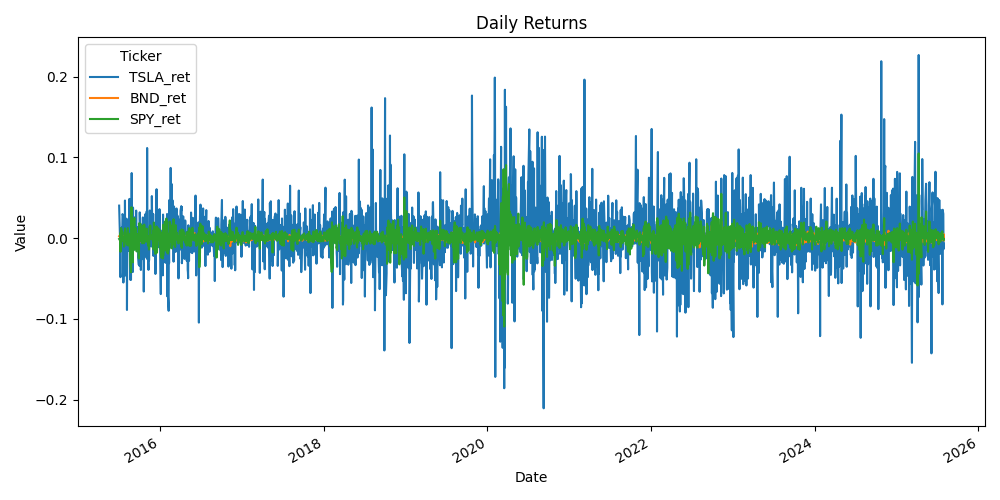 Daily Returns
Ticker
TSLA_ret
BND_ret
SPY_ret
Value
0.2
0.1
0.0
−0.1
−0.2
2016
2018
2020
2022
2024
2026
Date